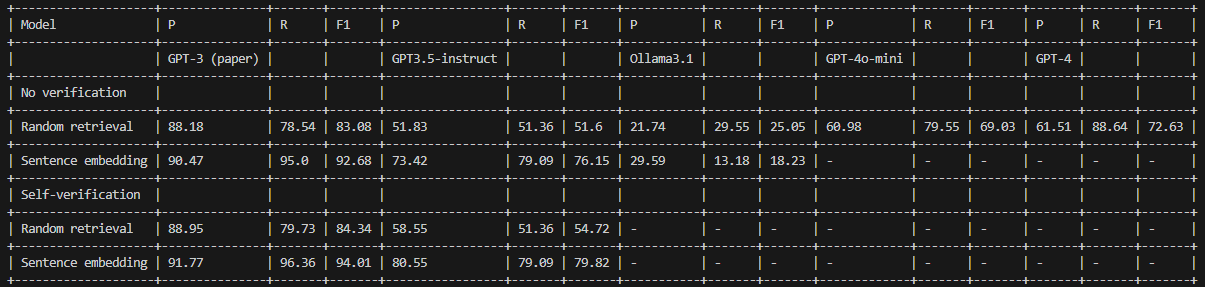 | Model | P | R | F1 | P | R | F1 | P | R | F1 | P | R | F1 | P | R | F1 |
| | GPT-3 (paper) | | | GPT3.5-instruct | | | Ollama3.1 | | | GPT-4o-mini | | | GPT-4 | | |
| No verification | | | | | | | | | | | | | | | |
| Random retrieval | 88.18 | 78.54 | 83.08 | 51.83 | 51.36 | 51.6 | 21.74 | 29.55 | 25.05 | 60.98 | 79.55 | 69.03 | 61.51 | 88.64 | 72.63 |
| Sentence embedding | 90.47 | 95.0 | 92.68 | 73.42 | 79.09 | 76.15 | 29.59 | 13.18 | 18.23 | - | - | - | - | - | - |
| Self-verification | | | | | | | | | | | | | | | |
| Random retrieval | 88.95 | 79.73 | 84.34 | 58.55 | 51.36 | 54.72 | - | - | - | - | - | - | - | - | - |
| Sentence embedding | 91.77 | 96.36 | 94.01 | 80.55 | 79.09 | 79.82 | - | - | - | - | - | - | - | - | - |